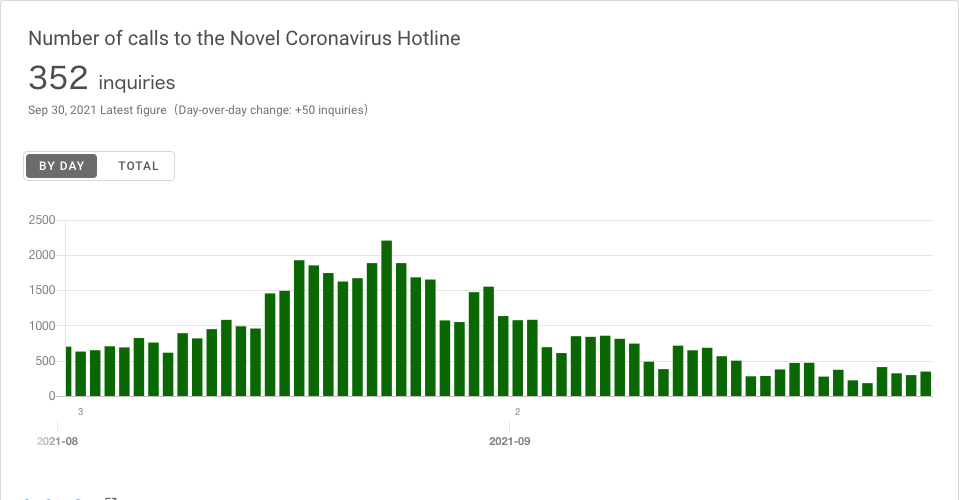 Number of calls to the Novel Coronavirus Hotline
352 inquiries
Sep 30, 2021 Latest figure（Day-over-day change: +50 inquiries）
BY DAY TOTAL
2500
2000
1500
1000
500
0
3 2
2021-08 2021-09